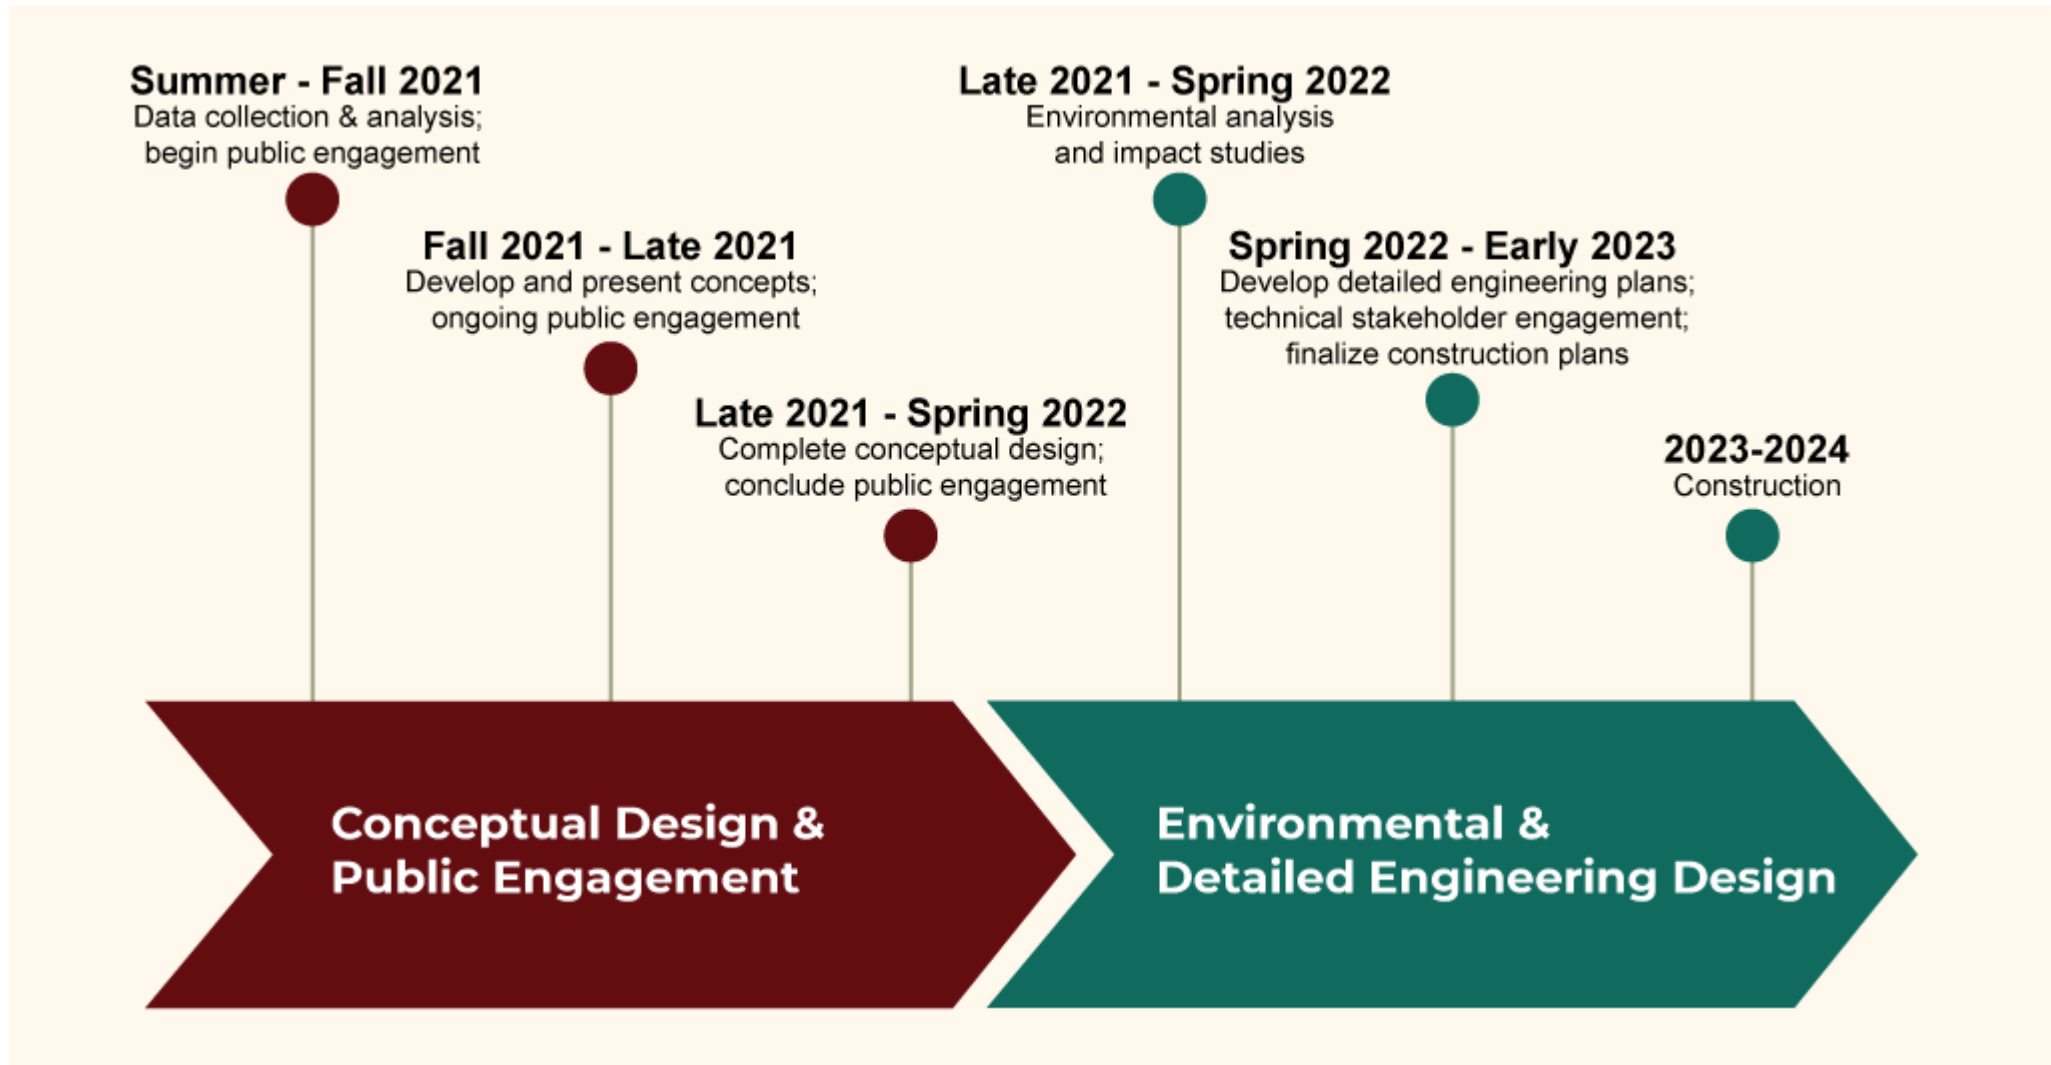 Summer - Fall 2021
Data collection & analysis;
begin public engagement
Fall 2021 - Late 2021
Develop and present concepts;
ongoing public engagement
Late 2021 - Spring 2022
Complete conceptual design;
conclude public engagement
Late 2021 - Spring 2022
Environmental analysis
and impact studies
Spring 2022 - Early 2023
Develop detailed engineering plans;
technical stakeholder engagement;
finalize construction plans
2023-2024
Construction
Conceptual Design &
Public Engagement
Environmental &
Detailed Engineering Design